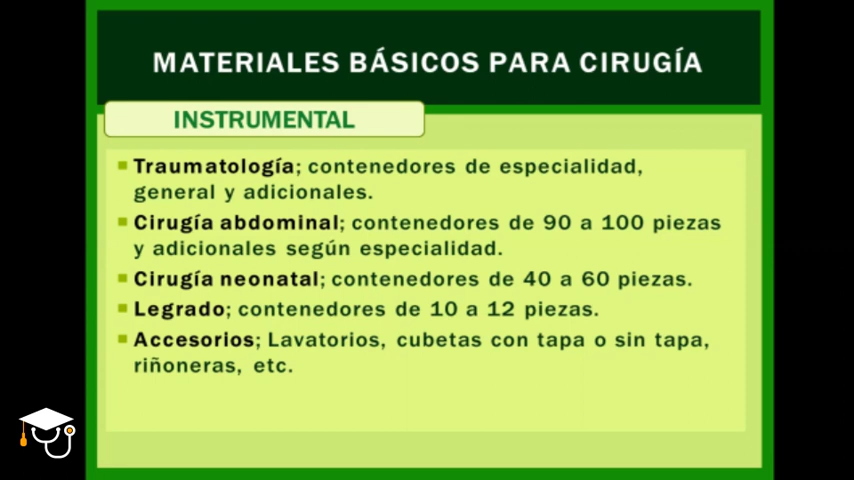 MATERIALES BÁSICOS PARA CIRUGÍA
INSTRUMENTAL
Traumatología; contenedores de especialidad,
general y adicionales.
Cirugía abdominal; contenedores de 90 a 100 piezas
y adicionales según especialidad.
Cirugía neonatal; contenedores de 40 a 60 piezas.
Legrado; contenedores de 10 a 12 piezas.
Accesorios; Lavatorios, cubetas con tapa o sin tapa,
riñoneras, etc.